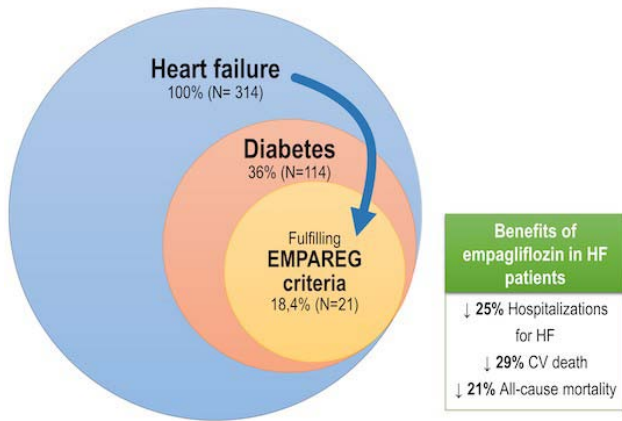 Heart failure
100% (N= 314)
Diabetes
36% (N=114)
Fulfilling
EMPAREG
criteria
18,4% (N=21)
Benefits of
empagliflozin in HF
patients
↓ 25% Hospitalizations
for HF
↓ 29% CV death
↓ 21% All-cause mortality